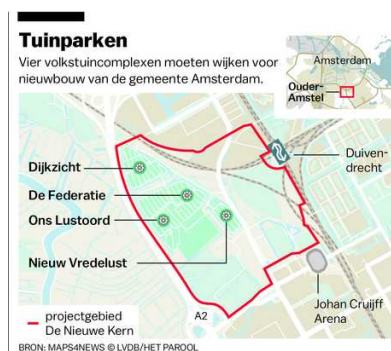 Tuinparken
Vier volkstuincomplexen moeten wijken voor
nieuwbouw van de gemeente Amsterdam.
Amsterdam
Ouder-
Amstel
Duiven-
drecht
Dijkzicht
De Federatie
Ons Lustoord
Nieuw Vredelust
Johan Cruijff
Arena
A2
projectgebied
De Nieuwe Kern
BRON: MAPS4NEWS © LVDB/HET PAROOL